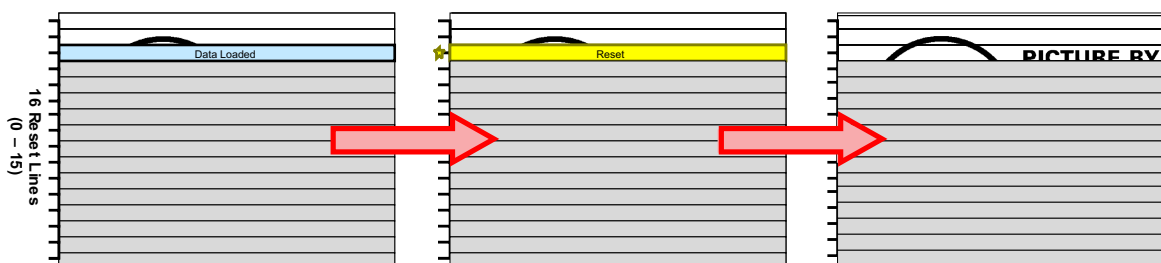 16 Reset Lines
(0 – 15)
Data Loaded
Reset
PICTURE BY